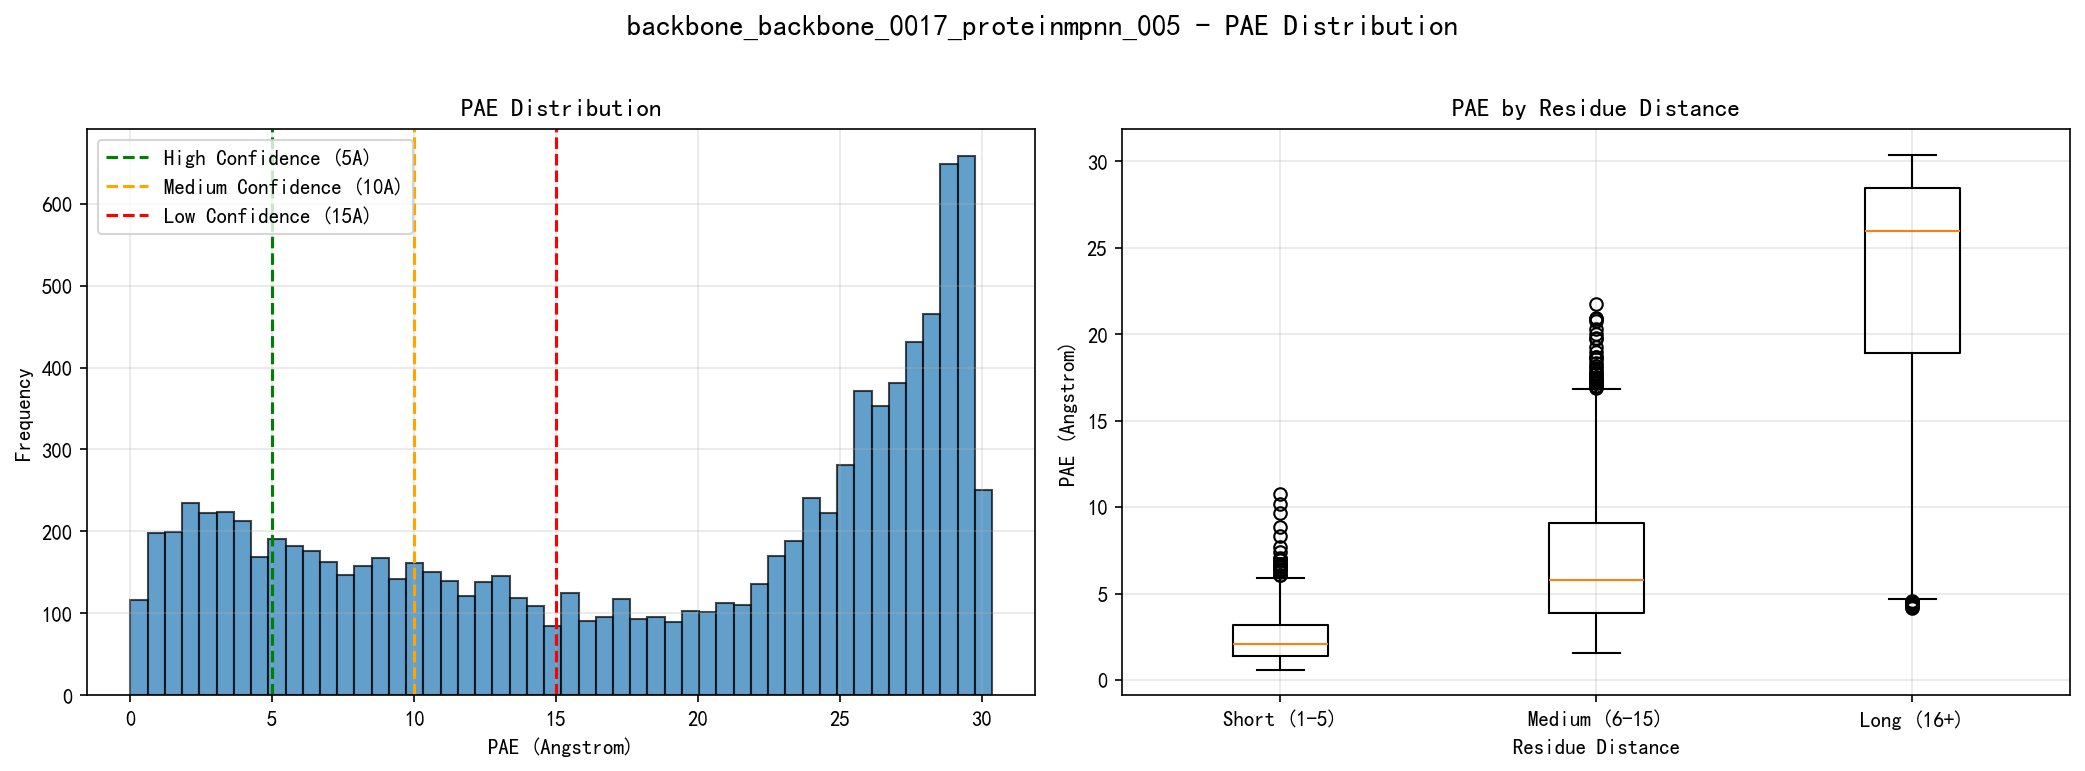 backbone_backbone_0017_proteinmpnn_005 - PAE Distribution
PAE Distribution
High Confidence (5A)
Medium Confidence (10A)
Low Confidence (15A)
600
500
400
300
200
100
0
Frequency
0 5 10 15 20 25 30
PAE (Angstrom)
PAE by Residue Distance
30
25
20
15
10
5
0
PAE (Angstrom)
Short (1-5) Medium (6-15) Long (16+)
Residue Distance